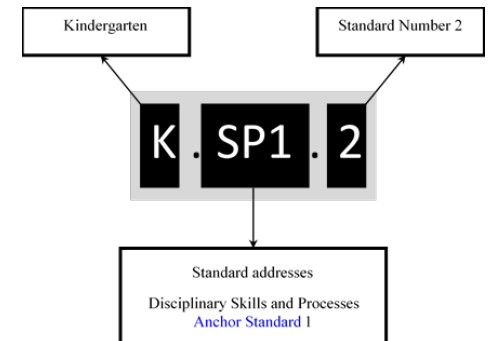 Kindergarten
Standard Number 2
K . SP1 . 2
Standard addresses
Disciplinary Skills and Processes
Anchor Standard 1